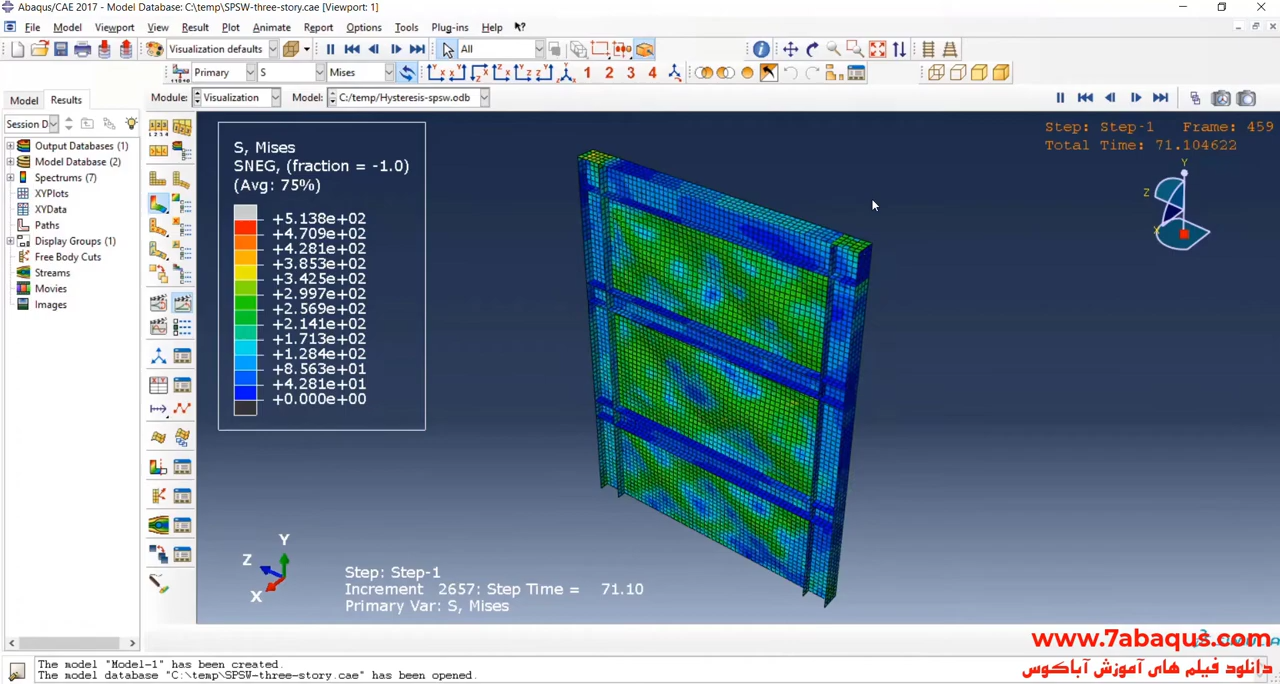 Abaqus/CAE 2017 - Model Database: C:\temp\SPSW-three-story.cae [Viewport: 1]
File Model Viewport View Result Plot Animate Report Options Tools Plug-ins Help
Visualization defaults
All
Primary S Mises
1 2 3 4
Model Results Module: Visualization Model: C:/temp/Hysteresis-spsw.odb
Session D
Output Databases (1)
Model Database (2)
Spectrums (7)
XYPlots
XYData
Paths
Display Groups (1)
Free Body Cuts
Streams
Movies
Images
S, Mises
SNEG, (fraction = -1.0)
(Avg: 75%)
+5.138e+02
+4.709e+02
+4.281e+02
+3.853e+02
+3.425e+02
+2.997e+02
+2.569e+02
+2.141e+02
+1.713e+02
+1.284e+02
+8.563e+01
+4.281e+01
+0.000e+00
Step: Step-1 Frame: 459
Total Time: 71.104622
Y
Z
X
Y
Z
X
Step: Step-1
Increment 2657: Step Time = 71.10
Primary Var: S, Mises
www.7abaqus.com
دانلود فیلم های آموزش آباکوس
The model "Model-1" has been created.
The model database "C:\temp\SPSW-three-story.cae" has been opened.